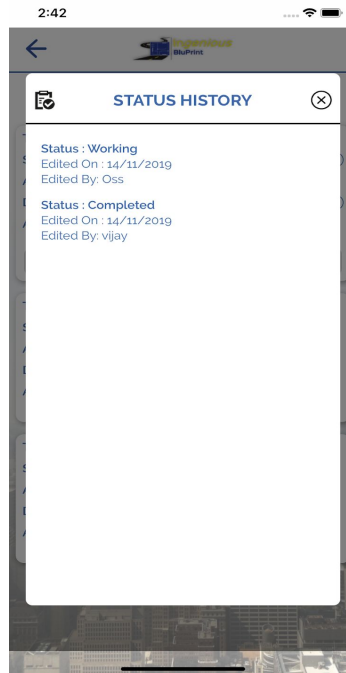 2:42
Ingenious
BluPrint
STATUS HISTORY
Status : Working
Edited On : 14/11/2019
Edited By: Oss
Status : Completed
Edited On : 14/11/2019
Edited By: vijay